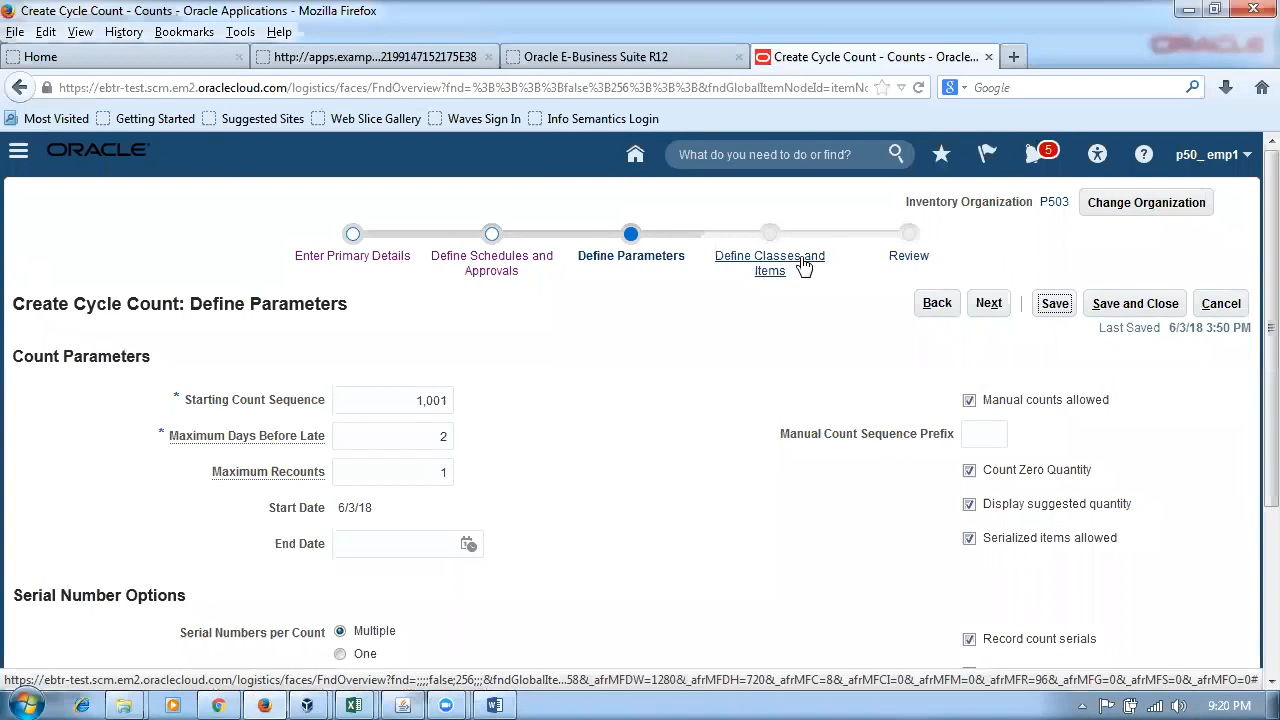 Create Cycle Count - Counts - Oracle Applications - Mozilla Firefox
File Edit View History Bookmarks Tools Help
Home
http://apps.examp...2199147152175E38
Oracle E-Business Suite R12
Create Cycle Count - Counts - Oracle...
https://ebtr-test.scm.em2.oraclecloud.com/logistics/faces/FndOverview?fnd=%3B%3B%3B%3Bfalse%3B256%3B%3B%3B&fndGlobalItemNodeId=itemNo
Google
Most Visited Getting Started Suggested Sites Web Slice Gallery Waves Sign In Info Semantics Login
ORACLE
What do you need to do or find?
5
p50_emp1
Inventory Organization P503 Change Organization
Enter Primary Details
Define Schedules and Approvals
Define Parameters
Define Classes and Items
Review
Create Cycle Count: Define Parameters
Back Next Save Save and Close Cancel
Last Saved 6/3/18 3:50 PM
Count Parameters
* Starting Count Sequence 1,001
Manual counts allowed
* Maximum Days Before Late 2
Manual Count Sequence Prefix
Maximum Recounts 1
Count Zero Quantity
Start Date 6/3/18
Display suggested quantity
End Date
Serialized items allowed
Serial Number Options
Serial Numbers per Count Multiple
Record count serials
One
https://ebtr-test.scm.em2.oraclecloud.com/logistics/faces/FndOverview?fnd=;;;;false;256;;;&fndGlobalIte...58&_afrMFDW=1280&_afrMFDH=720&_afrMFC=8&_afrMFCI=0&_afrMFM=0&_afrMFR=96&_afrMFG=0&_afrMFS=0&_afrMFO=0#
9:20 PM